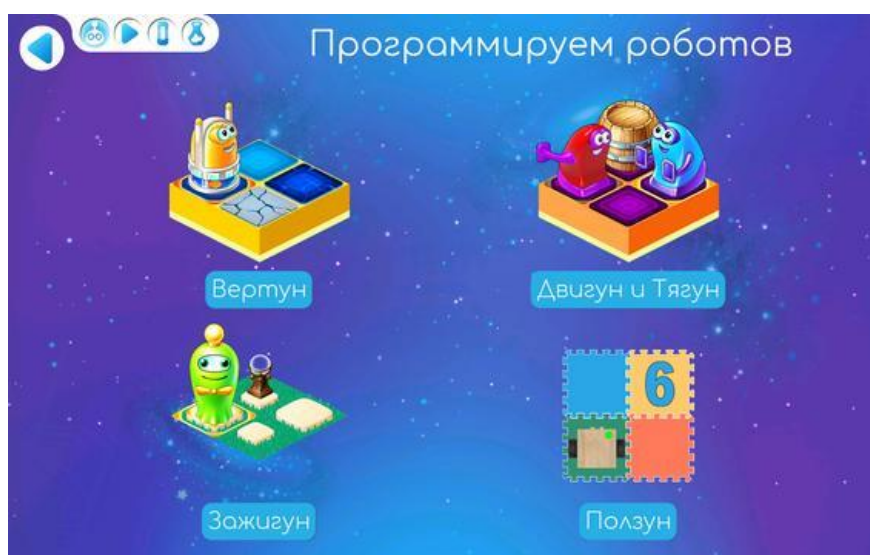 Программируем роботов
Вертун
Двигун и Тягун
6
Зажигун
Ползун